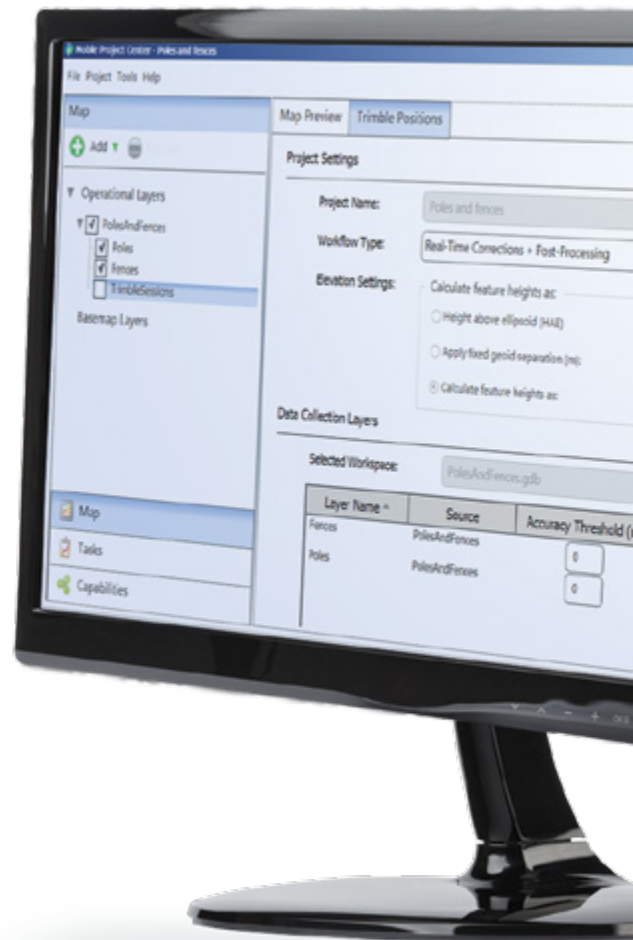 Mobile Project Center - Poles and fences
File Project Tools Help
Map
Add
Operational Layers
PolesAndFences
Poles
Fences
TrimbleSessions
Basemap Layers
Map
Tasks
Capabilities
Map Preview Trimble Positions
Project Settings
Project Name: Poles and fences
Workflow Type: Real-Time Corrections + Post-Processing
Elevation Settings: Calculate feature heights as:
Height above ellipsoid (HAE)
Apply fixed geoid separation (m):
Calculate feature heights as:
Data Collection Layers
Selected Workspace: PolesAndFences.gdb
Layer Name Source Accuracy Threshold
Fences PolesAndFences 0
Poles PolesAndFences 0